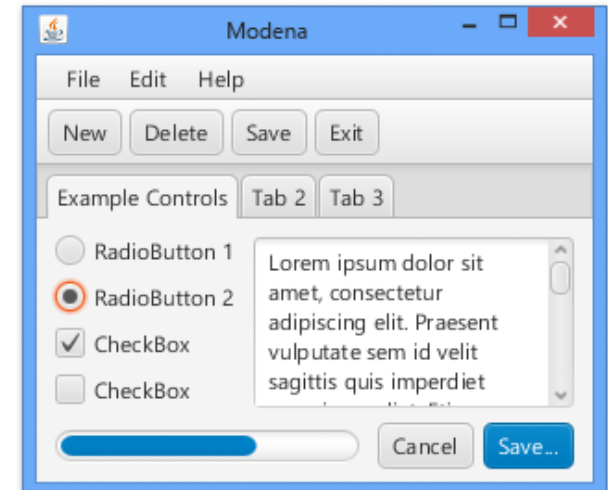 Modena
File Edit Help
New Delete Save Exit
Example Controls Tab 2 Tab 3
RadioButton 1
RadioButton 2
CheckBox
CheckBox
Lorem ipsum dolor sit
amet, consectetur
adipiscing elit. Praesent
vulputate sem id velit
sagittis quis imperdiet
Cancel Save...